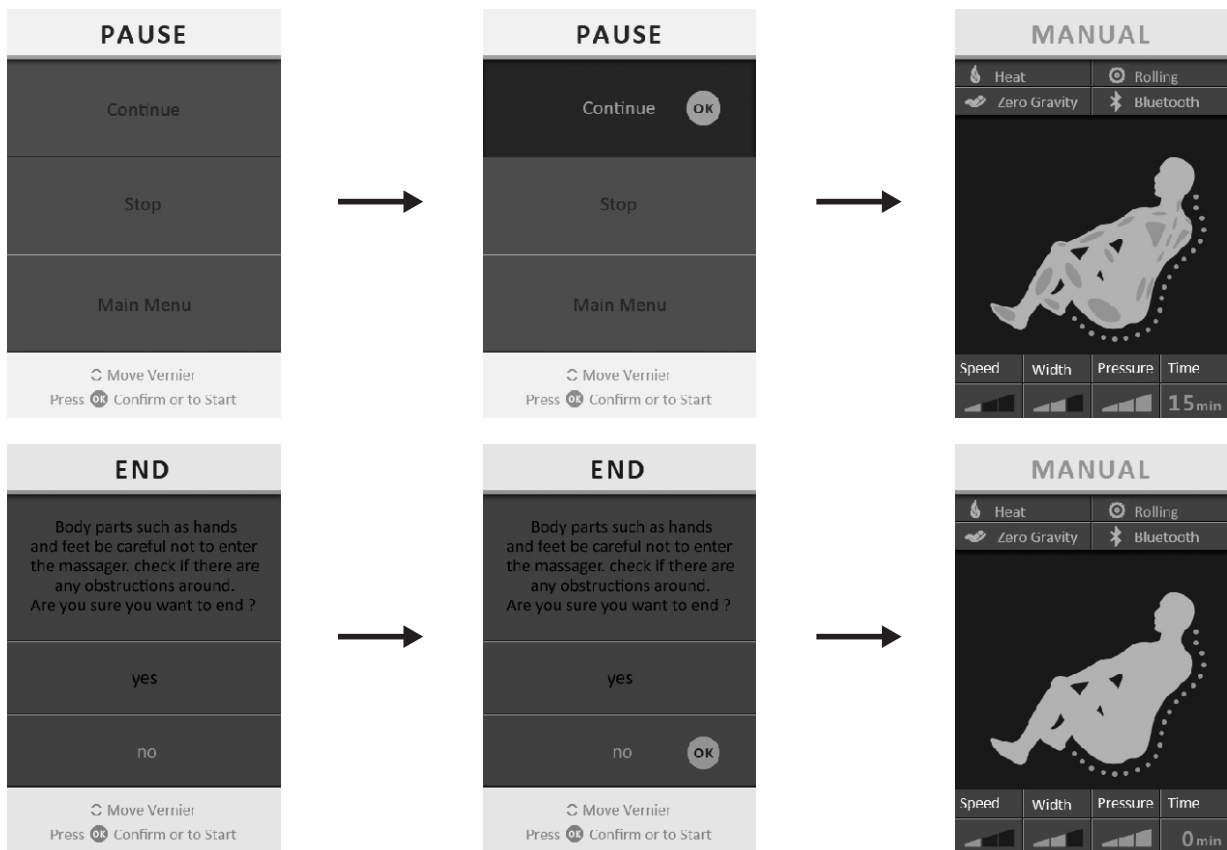 PAUSE
Continue
Stop
Main Menu
Move Vernier
Press OK Confirm or to Start
PAUSE
Continue OK
Stop
Main Menu
Move Vernier
Press OK Confirm or to Start
MANUAL
Heat Rolling
Zero Gravity Bluetooth
Speed Width Pressure Time
15min
END
Body parts such as hands
and feet be careful not to enter
the massager. check if there are
any obstructions around.
Are you sure you want to end ?
yes
no
Move Vernier
Press OK Confirm or to Start
END
Body parts such as hands
and feet be careful not to enter
the massager. check if there are
any obstructions around.
Are you sure you want to end ?
yes
no OK
Move Vernier
Press OK Confirm or to Start
MANUAL
Heat Rolling
Zero Gravity Bluetooth
Speed Width Pressure Time
0min